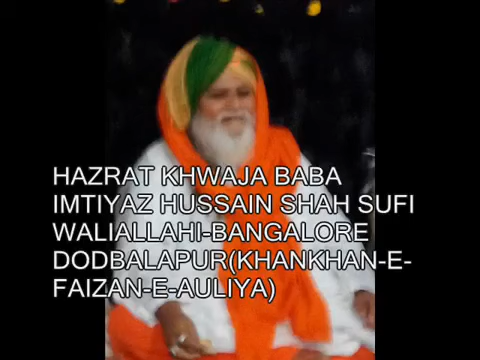 HAZRAT KHWAJA BABA
IMTIYAZ HUSSAIN SHAH SUFI
WALIALLAHI-BANGALORE
DODBALAPUR(KHANKHAN-E-
FAIZAN-E-AULIYA)